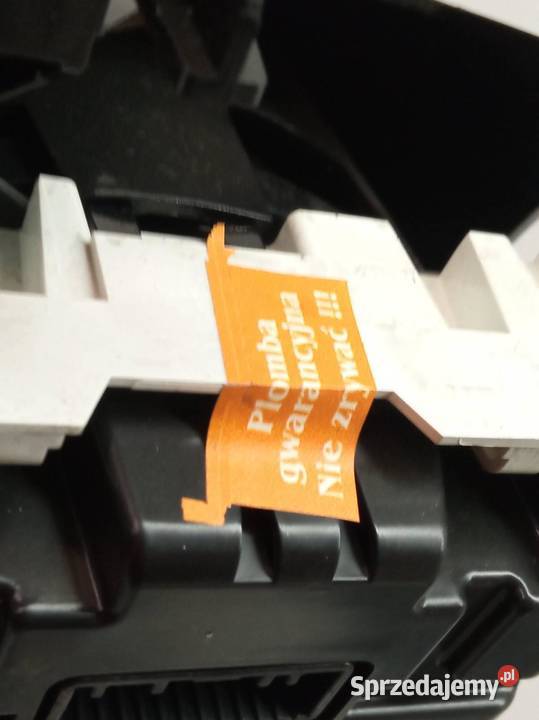 Plomba
gwarancyjna
Nie zrywać !!!
Sprzedajemy.pl